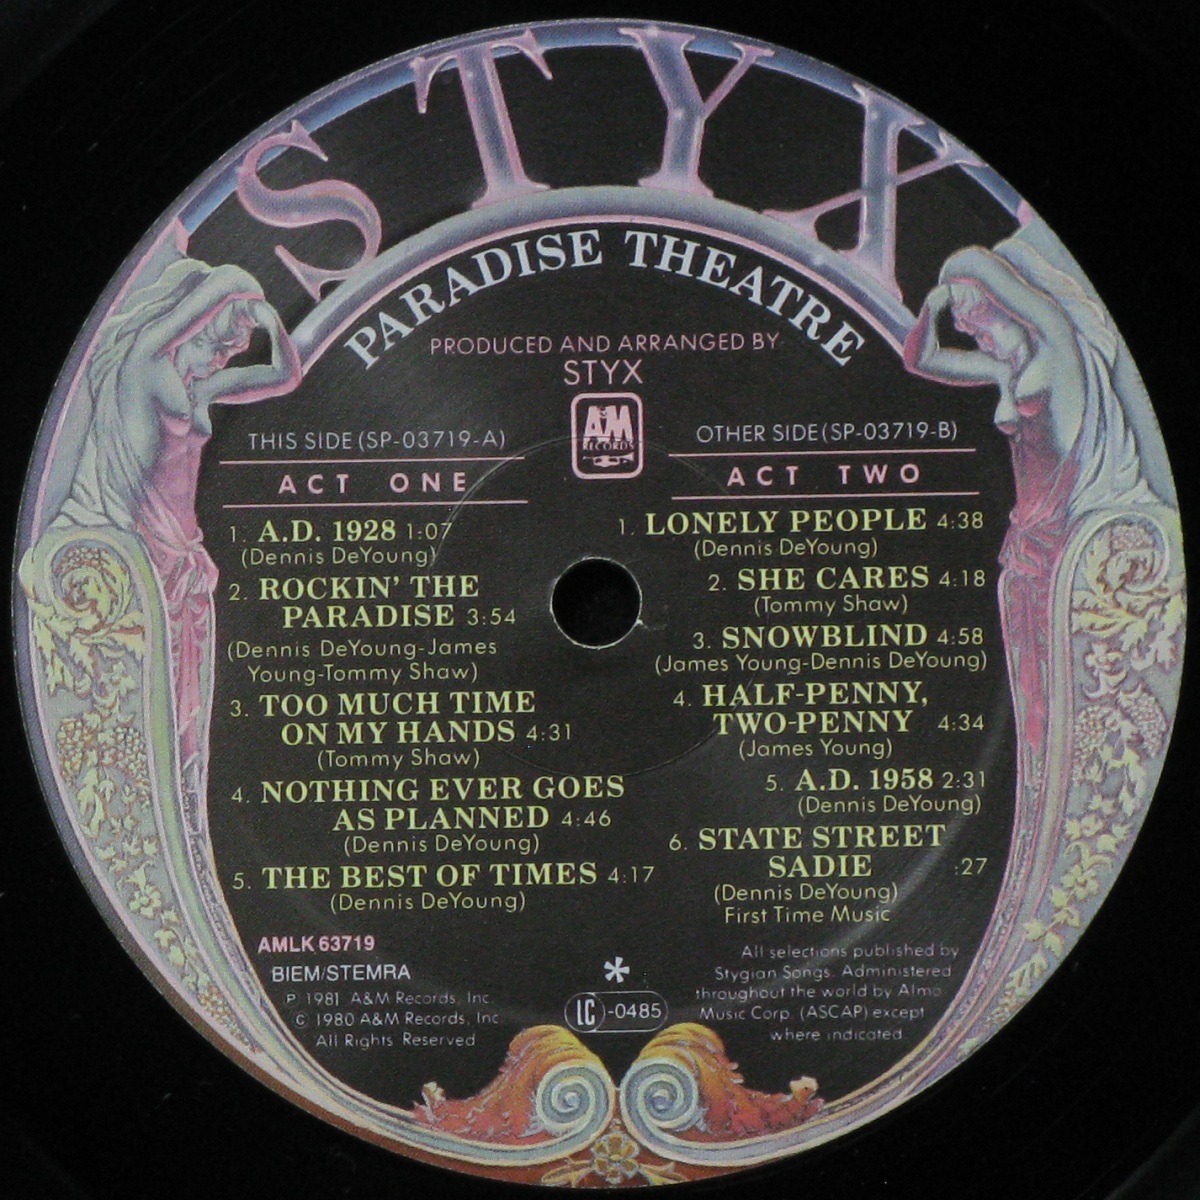 STYX
PARADISE THEATRE
PRODUCED AND ARRANGED BY
STYX
A&M
RECORDS
THIS SIDE (SP-03719-A)
ACT ONE
1. A.D. 1928 1:07
(Dennis DeYoung)
2. ROCKIN' THE
PARADISE 3:54
(Dennis DeYoung-James
Young-Tommy Shaw)
3. TOO MUCH TIME
ON MY HANDS 4:31
(Tommy Shaw)
4. NOTHING EVER GOES
AS PLANNED 4:46
(Dennis DeYoung)
5. THE BEST OF TIMES 4:17
(Dennis DeYoung)
OTHER SIDE (SP-03719-B)
ACT TWO
1. LONELY PEOPLE 4:38
(Dennis DeYoung)
2. SHE CARES 4:18
(Tommy Shaw)
3. SNOWBLIND 4:58
(James Young-Dennis DeYoung)
4. HALF-PENNY,
TWO-PENNY 4:34
(James Young)
5. A.D. 1958 2:31
(Dennis DeYoung)
6. STATE STREET
SADIE :27
(Dennis DeYoung)
First Time Music
AMLK 63719
BIEM/STEMRA
℗ 1981 A&M Records, Inc.
© 1980 A&M Records, Inc.
All Rights Reserved
*
LC-0485
All selections published by
Stygian Songs. Administered
throughout the world by Almo
Music Corp. (ASCAP) except
where indicated.